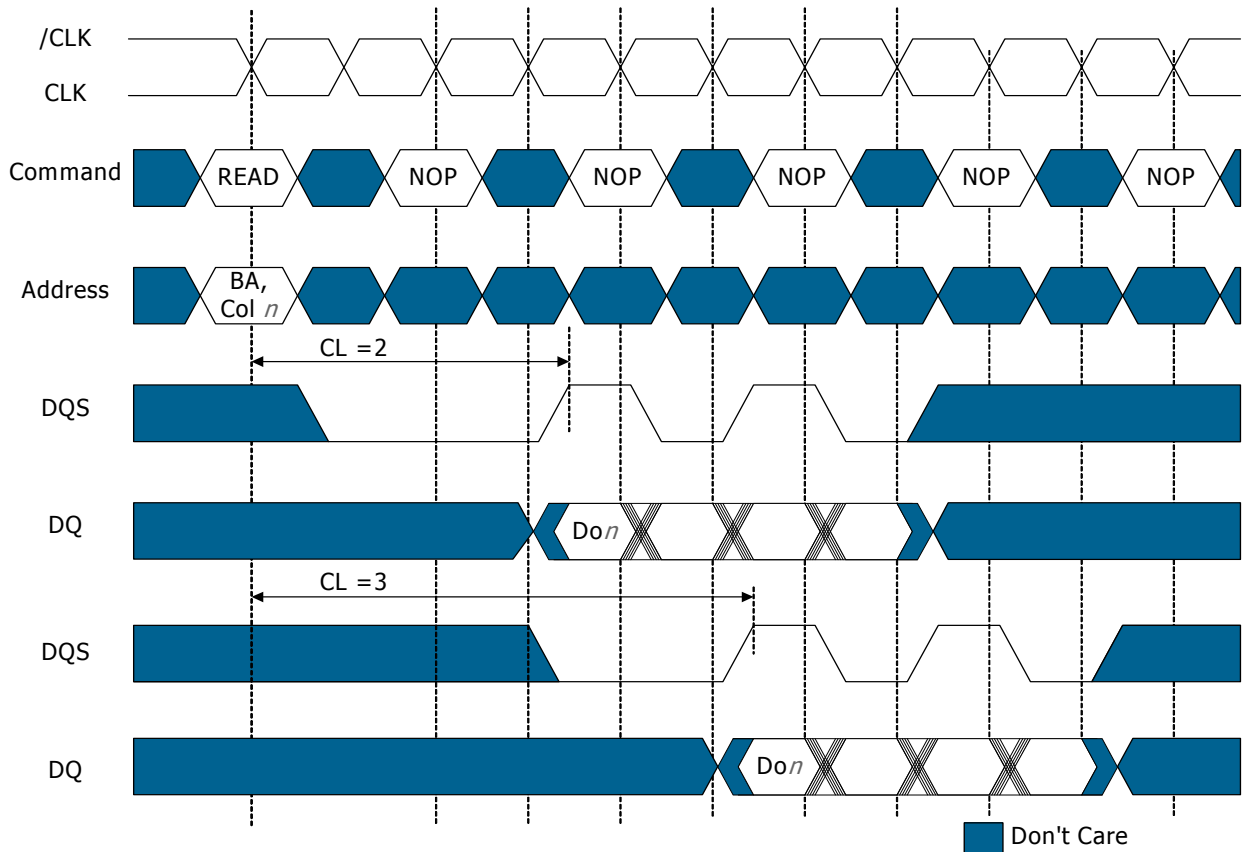 /CLK
CLK
Command READ NOP NOP NOP NOP NOP
Address BA,
Col n
CL =2
DQS
DQ Don
CL =3
DQS
DQ Don
Don't Care